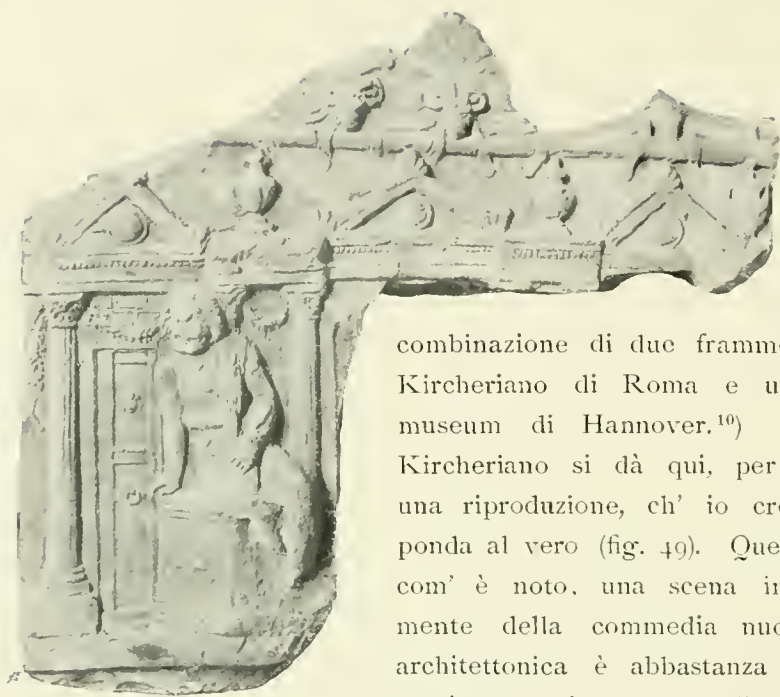 combinazione di due framm
Kircheriano di Roma e u
museum di Hannover.¹⁰)
Kircheriano si dà qui, per
una riproduzione, ch' io cr
ponda al vero (fig. 49). Que
com' è noto, una scena i
mente della commedia nuo
architettonica è abbastanza